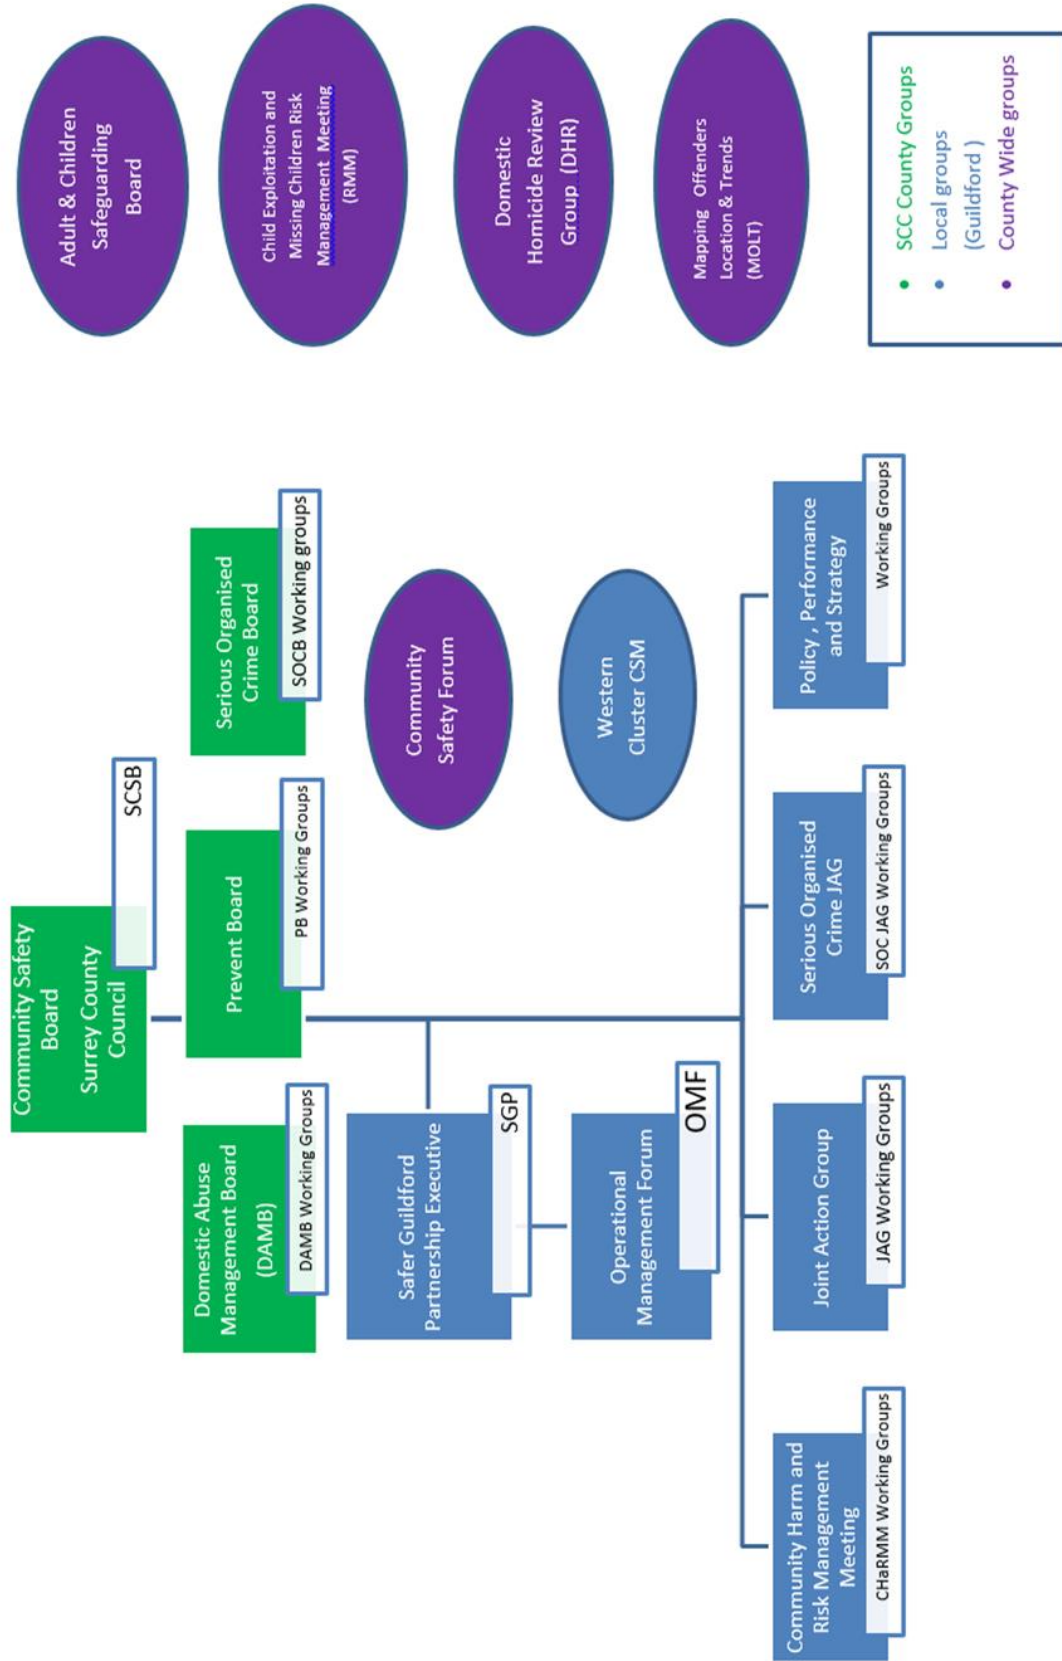 Community Safety
Board
Surrey County
Council
SCSB
Domestic Abuse
Management Board
(DAMB)
DAMB Working Groups
Prevent Board
PB Working Groups
Serious Organised
Crime Board
SOCB Working groups
Safer Guildford
Partnership Executive
SGP
Community
Safety Forum
Operational
Management Forum
OMF
Western
Cluster CSM
Community Harm and
Risk Management
Meeting
CHaRMM Working Groups
Joint Action Group
JAG Working Groups
Serious Organised
Crime JAG
SOC JAG Working Groups
Policy , Performance
and Strategy
Working Groups
Adult & Children
Safeguarding
Board
Child Exploitation and
Missing Children Risk
Management Meeting
(RMM)
Domestic
Homicide Review
Group (DHR)
Mapping Offenders
Location & Trends
(MOLT)
• SCC County Groups
• Local groups
(Guildford )
• County Wide groups